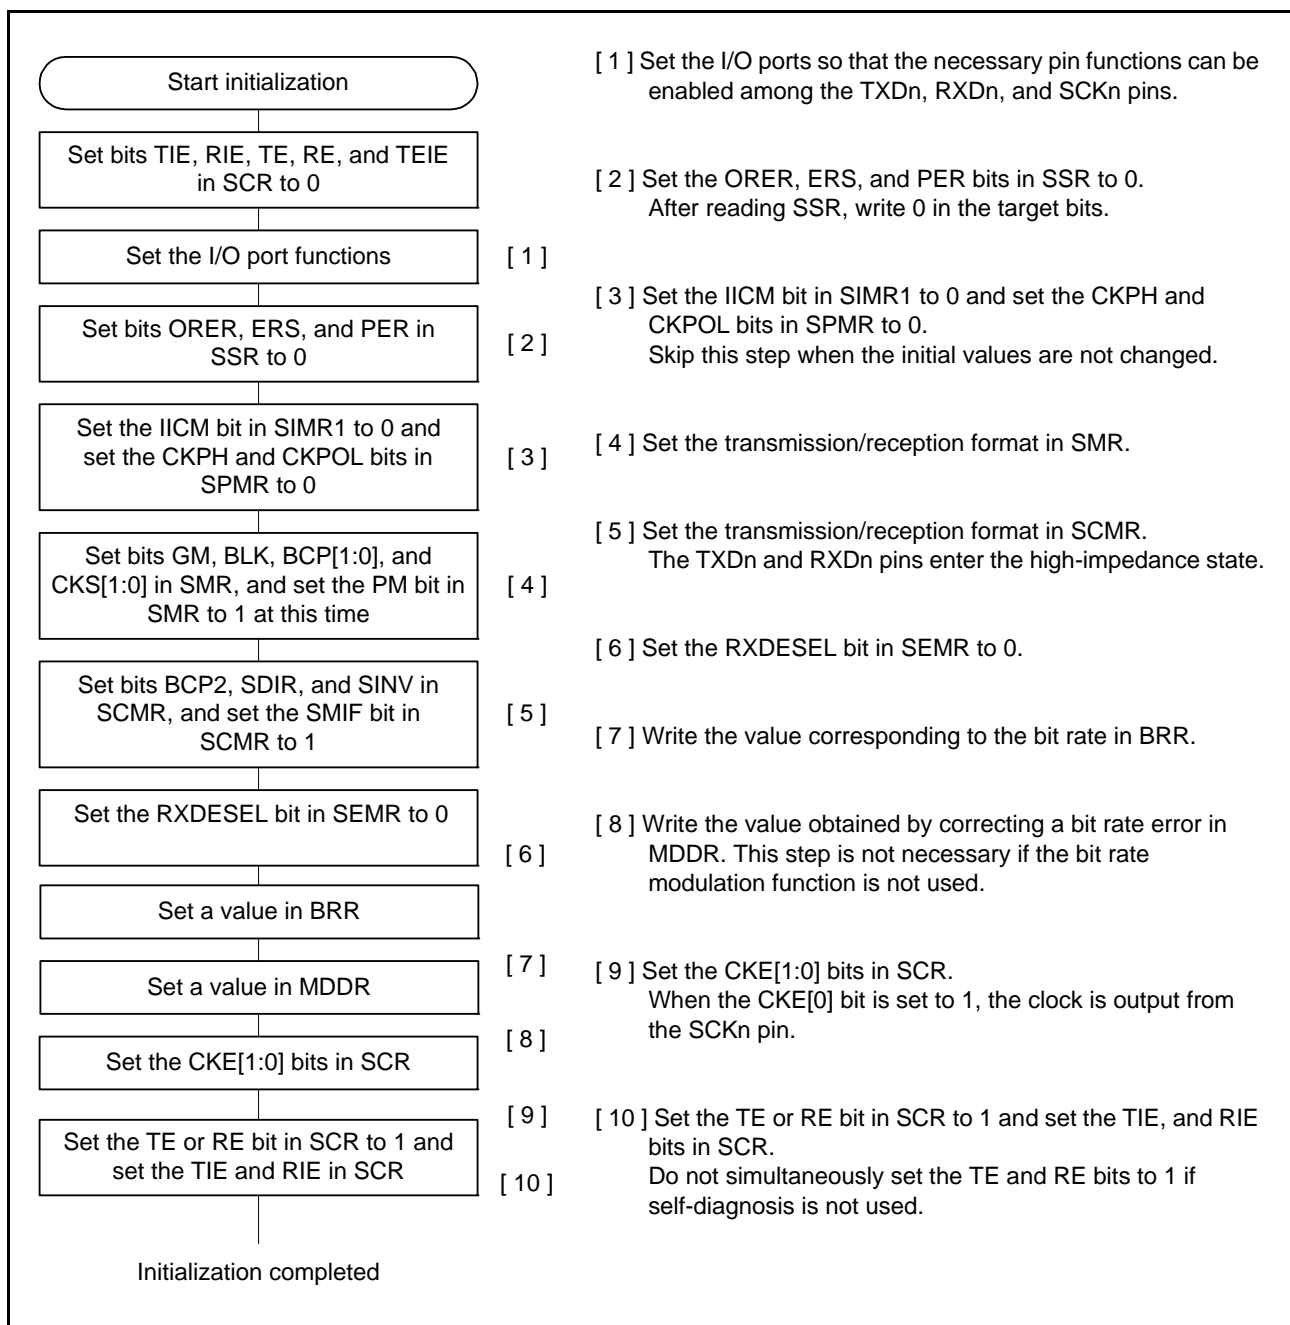 Start initialization
Set bits TIE, RIE, TE, RE, and TEIE
in SCR to 0
Set the I/O port functions
[ 1 ]
Set bits ORER, ERS, and PER in
SSR to 0
[ 2 ]
Set the IICM bit in SIMR1 to 0 and
set the CKPH and CKPOL bits in
SPMR to 0
[ 3 ]
Set bits GM, BLK, BCP[1:0], and
CKS[1:0] in SMR, and set the PM bit in
SMR to 1 at this time
[ 4 ]
Set bits BCP2, SDIR, and SINV in
SCMR, and set the SMIF bit in
SCMR to 1
[ 5 ]
Set the RXDESEL bit in SEMR to 0
[ 6 ]
Set a value in BRR
[ 7 ]
Set a value in MDDR
[ 8 ]
Set the CKE[1:0] bits in SCR
[ 9 ]
Set the TE or RE bit in SCR to 1 and
set the TIE and RIE in SCR
[ 10 ]
Initialization completed
[ 1 ] Set the I/O ports so that the necessary pin functions can be
enabled among the TXDn, RXDn, and SCKn pins.
[ 2 ] Set the ORER, ERS, and PER bits in SSR to 0.
After reading SSR, write 0 in the target bits.
[ 3 ] Set the IICM bit in SIMR1 to 0 and set the CKPH and
CKPOL bits in SPMR to 0.
Skip this step when the initial values are not changed.
[ 4 ] Set the transmission/reception format in SMR.
[ 5 ] Set the transmission/reception format in SCMR.
The TXDn and RXDn pins enter the high-impedance state.
[ 6 ] Set the RXDESEL bit in SEMR to 0.
[ 7 ] Write the value corresponding to the bit rate in BRR.
[ 8 ] Write the value obtained by correcting a bit rate error in
MDDR. This step is not necessary if the bit rate
modulation function is not used.
[ 9 ] Set the CKE[1:0] bits in SCR.
When the CKE[0] bit is set to 1, the clock is output from
the SCKn pin.
[ 10 ] Set the TE or RE bit in SCR to 1 and set the TIE, and RIE
bits in SCR.
Do not simultaneously set the TE and RE bits to 1 if
self-diagnosis is not used.